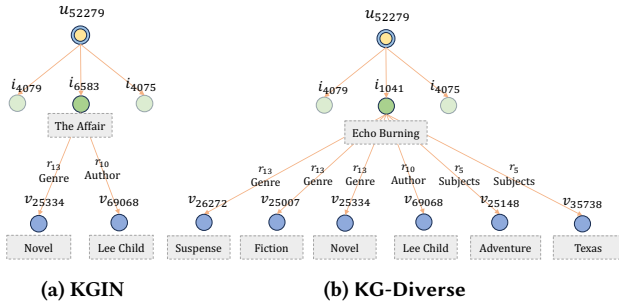 u52279
i4079 i6583 i4075
The Affair
r13 Genre r10 Author
v25334 v69068
Novel Lee Child
(a) KGIN
u52279
i4079 i1041 i4075
Echo Burning
r13 Genre r13 Genre r13 Genre r10 Author r5 Subjects r5 Subjects
v26272 v25007 v25334 v69068 v25148 v35738
Suspense Fiction Novel Lee Child Adventure Texas
(b) KG-Diverse